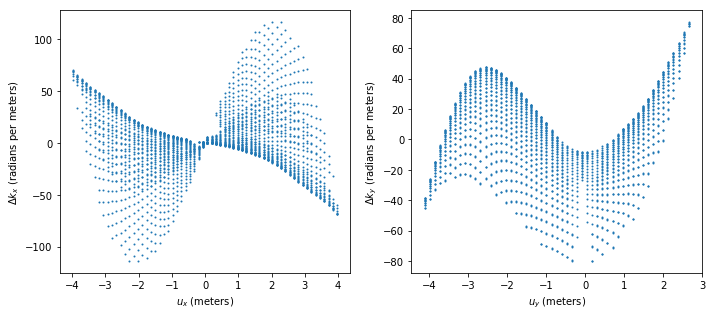 100
50
0
−50
−100
Δkₓ (radians per meters)
−4 −3 −2 −1 0 1 2 3 4
uₓ (meters)
80
60
40
20
0
−20
−40
−60
−80
Δk_y (radians per meters)
−4 −3 −2 −1 0 1 2 3
u_y (meters)